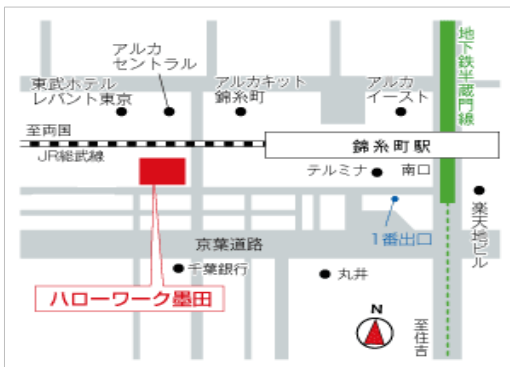 アルカ
セントラル
東武ホテル
レバント東京
アルカキット
錦糸町
アルカ
イースト
地下鉄半蔵門線
至両国
JR総武線
錦糸町駅
テルミナ
南口
1番出口
楽天地ビル
京葉道路
千葉銀行
丸井
ハローワーク墨田
N
至住吉